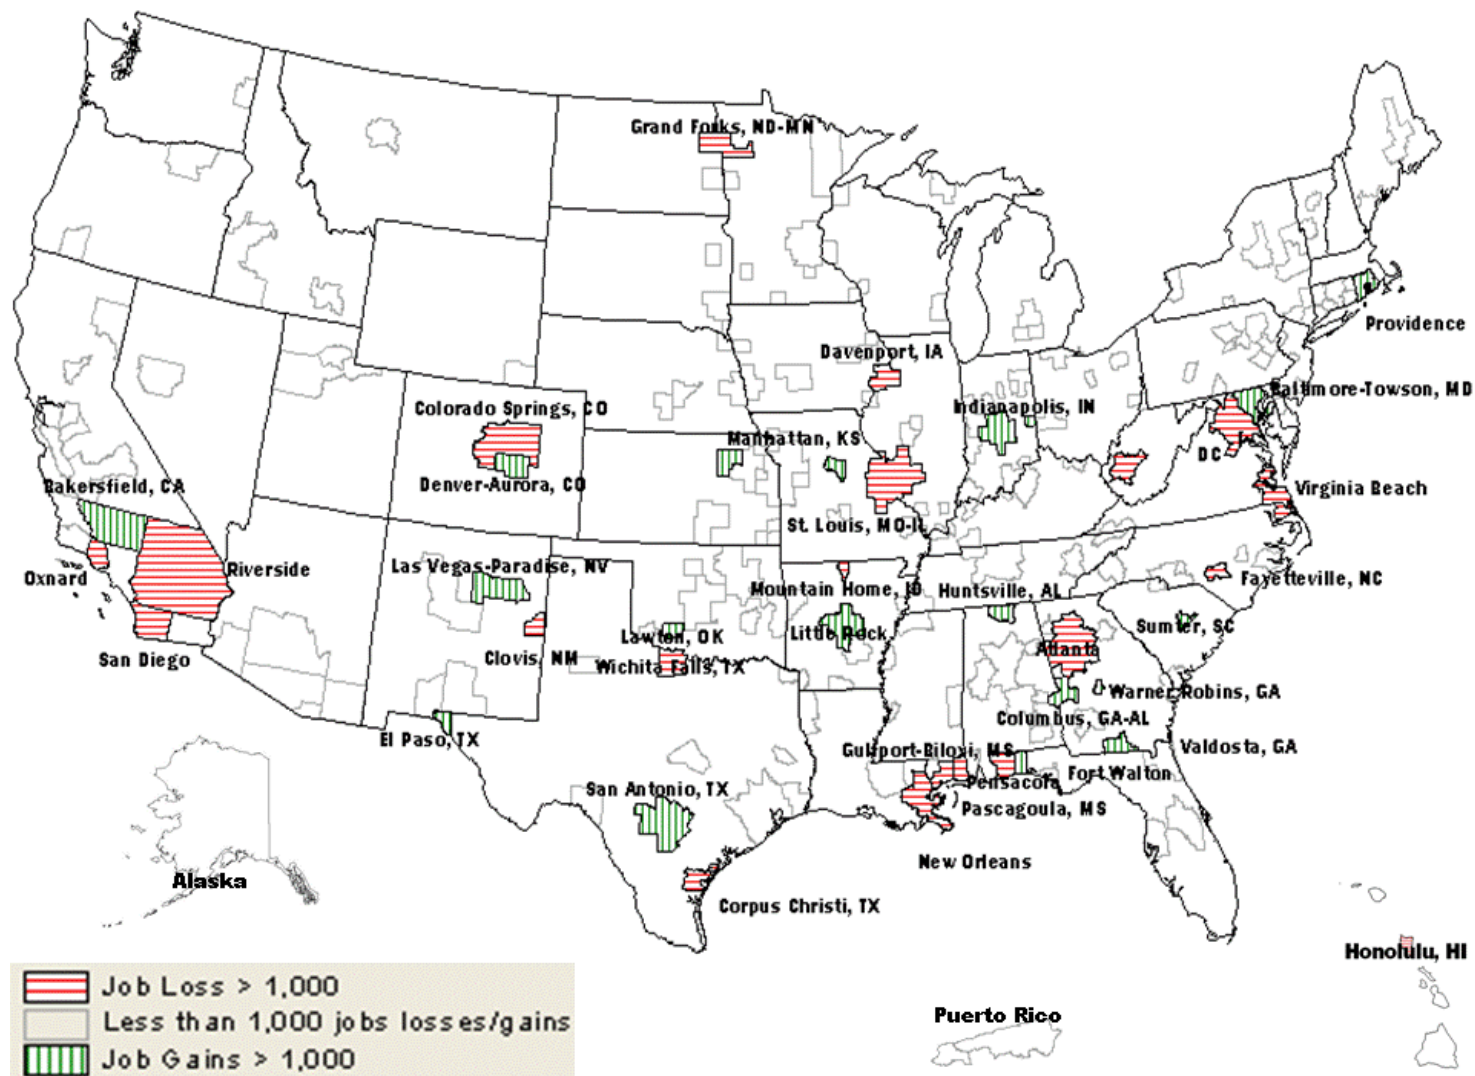 Grand Forks, ND-MN
Providence
Davenport, IA
Baltimore-Towson, MD
Colorado Springs, CO
Indianapolis, IN
Manhattan, KS
DC
Bakersfield, CA
Denver-Aurora, CO
Virginia Beach
St. Louis, MO-IL
Oxnard
Riverside
Las Vegas-Paradise, NV
Mountain Home, ID
Huntsville, AL
Fayetteville, NC
Lawton, OK
Little Rock
Sumter, SC
San Diego
Clovis, NM
Wichita Falls, TX
Atlanta
Warner Robins, GA
Columbus, GA-AL
El Paso, TX
Gulfport-Biloxi, MS
Valdosta, GA
Fort Walton
San Antonio, TX
Pensacola
Pascagoula, MS
New Orleans
Alaska
Corpus Christi, TX
Honolulu, HI
Puerto Rico
Job Loss > 1,000
Less than 1,000 jobs losses/gains
Job Gains > 1,000